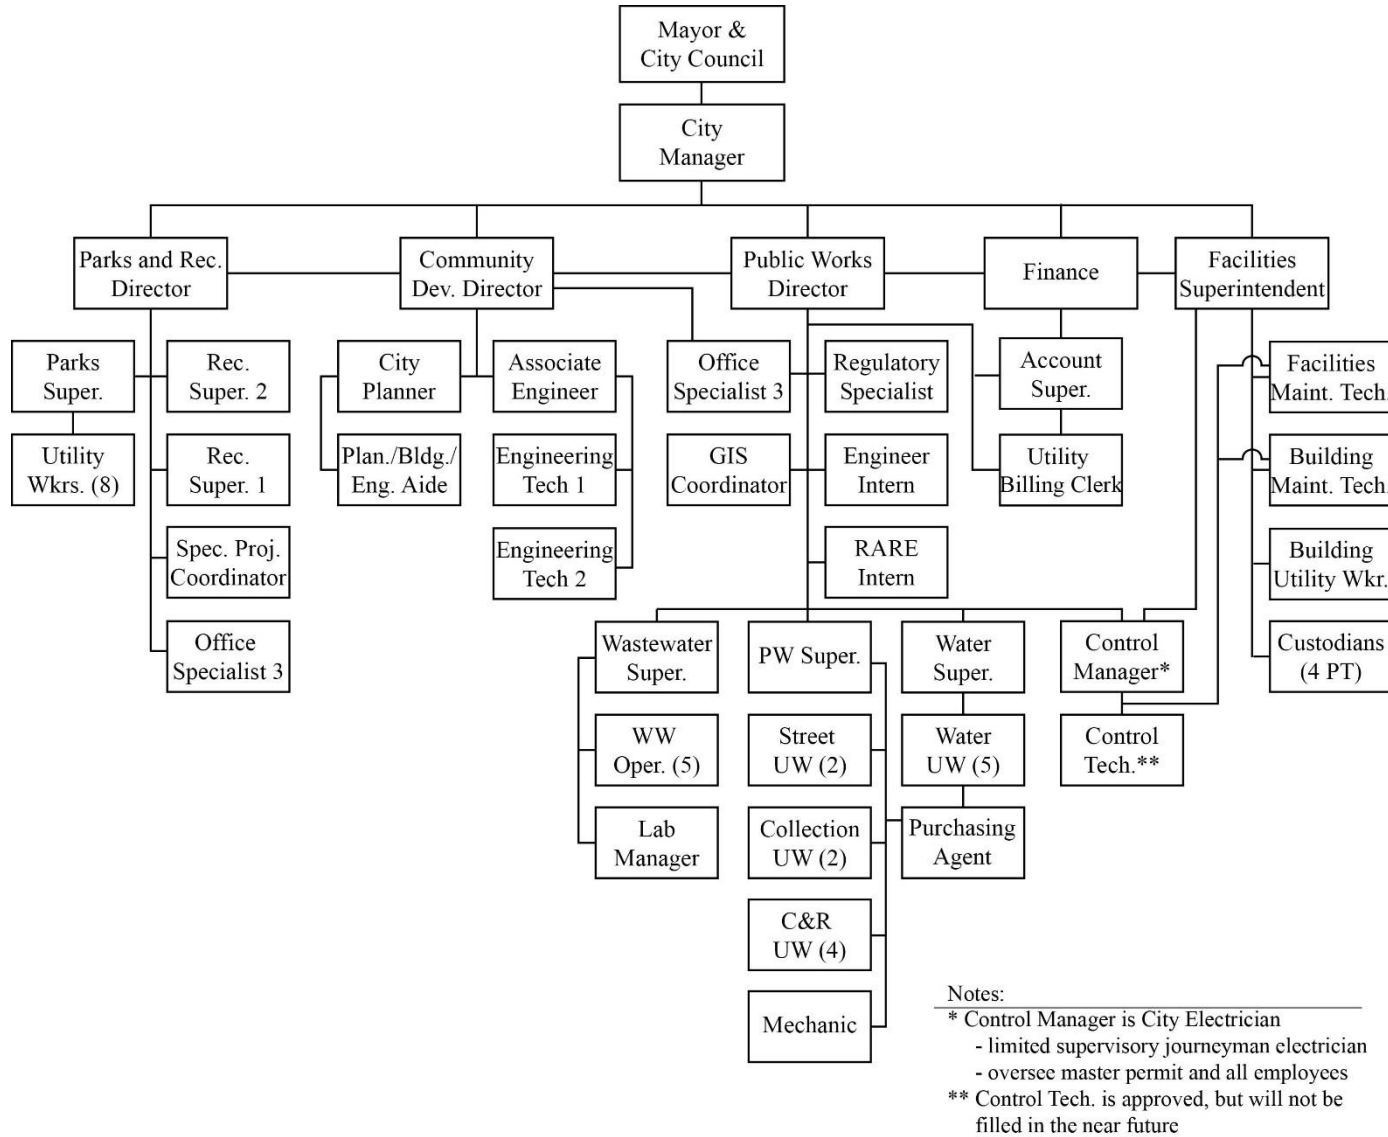 Mayor &
City Council
City
Manager
Parks and Rec.
Director
Community
Dev. Director
Public Works
Director
Finance
Facilities
Superintendent
Parks
Super.
Rec.
Super. 2
City
Planner
Associate
Engineer
Office
Specialist 3
Regulatory
Specialist
Account
Super.
Facilities
Maint. Tech.
Utility
Wkrs. (8)
Rec.
Super. 1
Plan./Bldg./
Eng. Aide
Engineering
Tech 1
GIS
Coordinator
Engineer
Intern
Utility
Billing Clerk
Building
Maint. Tech.
Spec. Proj.
Coordinator
Engineering
Tech 2
RARE
Intern
Building
Utility Wkr.
Office
Specialist 3
Wastewater
Super.
PW Super.
Water
Super.
Control
Manager*
Custodians
(4 PT)
WW
Oper. (5)
Street
UW (2)
Water
UW (5)
Control
Tech.**
Lab
Manager
Collection
UW (2)
Purchasing
Agent
C&R
UW (4)
Mechanic
Notes:
* Control Manager is City Electrician
- limited supervisory journeyman electrician
- oversee master permit and all employees
** Control Tech. is approved, but will not be
filled in the near future